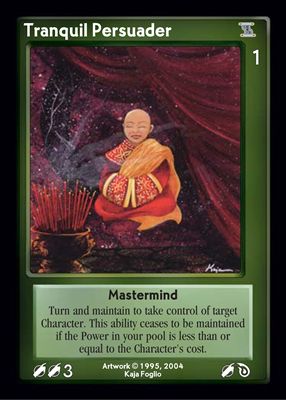 Tranquil Persuader
1
Kaja
Mastermind
Turn and maintain to take control of target
Character. This ability ceases to be maintained
if the Power in your pool is less than or
equal to the Character's cost.
3
Artwork © 1995, 2004
Kaja Foglio